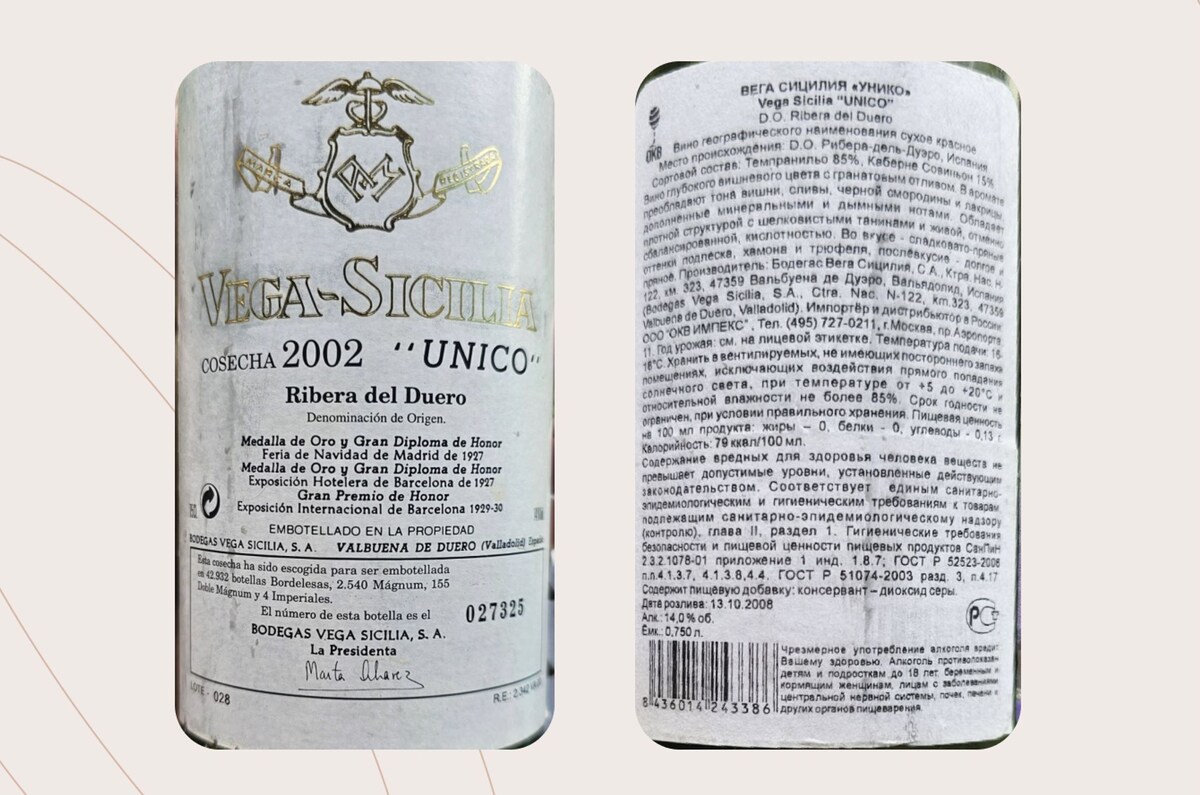 MARCA
REGISTRADA
VEGA-SICILIA
COSECHA 2002 "UNICO"
Ribera del Duero
Denominación de Origen.
Medalla de Oro y Gran Diploma de Honor
Feria de Navidad de Madrid de 1927
Medalla de Oro y Gran Diploma de Honor
Exposición Hotelera de Barcelona de 1927
Gran Premio de Honor
Exposición Internacional de Barcelona 1929-30
EMBOTELLADO EN LA PROPIEDAD
BODEGAS VEGA SICILIA, S. A. VALBUENA DE DUERO (Valladolid) España
Esta cosecha ha sido escogida para ser embotellada
en 42.932 botellas Bordelesas, 2.540 Mágnum, 155
Doble Mágnum y 4 Imperiales.
El número de esta botella es el 027325
BODEGAS VEGA SICILIA, S. A.
La Presidenta
Marta Alvarez
LOTE - 028
R.E.: 2.342
ВЕГА СИЦИЛИЯ «УНИКО»
Vega Sicilia "UNICO"
D.O. Ribera del Duero
ОКВ
Вино географического наименования сухое красное
Место происхождения: D.O. Рибера-дель-Дуэро, Испания
Сортовой состав: Темпранильо 85%, Каберне Совиньон 15%
Вино глубокого вишневого цвета с гранатовым отливом. В аромате
преобладают тона вишни, сливы, черной смородины и лакрицы,
дополненные минеральными и дымными нотами. Обладает
плотной структурой с шелковистыми танинами и живой, отменно
сбалансированной, кислотностью. Во вкусе - сладковато-пряные
оттенки подлеска, хамона и трюфеля, послевкусие - долгое и
пряное. Производитель: Бодегас Вега Сицилия, С.А., Ктра. Нас. Н-
122, км. 323, 47359 Вальбуена де Дуэро, Вальядолид, Испания
(Bodegas Vega Sicilia, S.A., Ctra. Nac. N-122, km.323, 47359
Valbuena de Duero, Valladolid). Импортёр и дистрибьютор в России:
ООО "ОКВ ИМПЕКС", Тел. (495) 727-0211, г.Москва, пр.Аэропорта,
11. Год урожая: см. на лицевой этикетке. Температура подачи: 16-
18°С. Хранить в вентилируемых, не имеющих постороннего запаха
помещениях, исключающих воздействия прямого попадания
солнечного света, при температуре от +5 до +20°С и
относительной влажности не более 85%. Срок годности не
ограничен, при условии правильного хранения. Пищевая ценность
на 100 мл продукта: жиры – 0, белки - 0, углеводы - 0,13 г.
Калорийность: 79 ккал/100 мл.
Содержание вредных для здоровья человека веществ не
превышает допустимые уровни, установленные действующим
законодательством. Соответствует единым санитарно-
эпидемиологическим и гигиеническим требованиям к товарам
подлежащим санитарно-эпидемиологическому надзору
(контролю), глава II, раздел 1. Гигиенические требования
безопасности и пищевой ценности пищевых продуктов СанПиН
2.3.2.1078-01 приложение 1 инд. 1.8.7; ГОСТ Р 52523-2006
п.п.4.1.3.7, 4.1.3.8,4.4. ГОСТ Р 51074-2003 разд. 3, п.4.17
Содержит пищевую добавку: консервант – диоксид серы.
Дата розлива: 13.10.2008
Алк.:14,0% об.
Ёмк.:0,750 л.
РС
8 436014 243386
Чрезмерное употребление алкоголя вредит
Вашему здоровью. Алкоголь противопоказан
детям и подросткам до 18 лет, беременным и
кормящим женщинам, лицам с заболеваниями
центральной нервной системы, почек, печени и
других органов пищеварения.